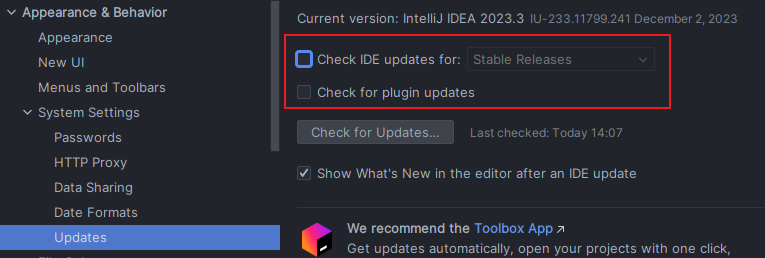 Appearance & Behavior
Appearance
New UI
Menus and Toolbars
System Settings
Passwords
HTTP Proxy
Data Sharing
Date Formats
Updates
Current version: IntelliJ IDEA 2023.3 IU-233.11799.241 December 2, 2023
Check IDE updates for: Stable Releases
Check for plugin updates
Check for Updates... Last checked: Today 14:07
Show What's New in the editor after an IDE update
We recommend the Toolbox App ↗
Get updates automatically, open your projects with one click,